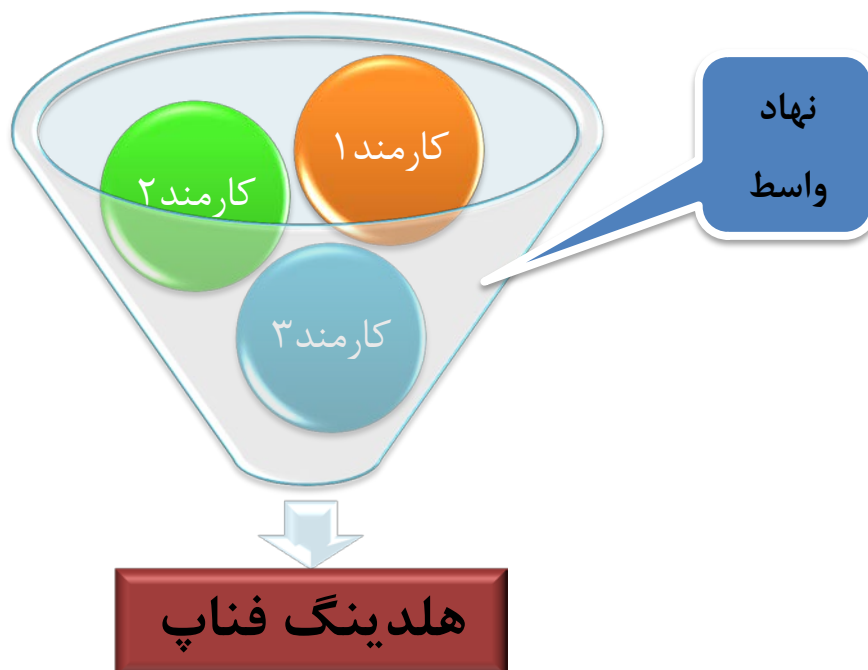 کارمند۱
کارمند۲
کارمند۳
نهاد
واسط
هلدینگ فناپ